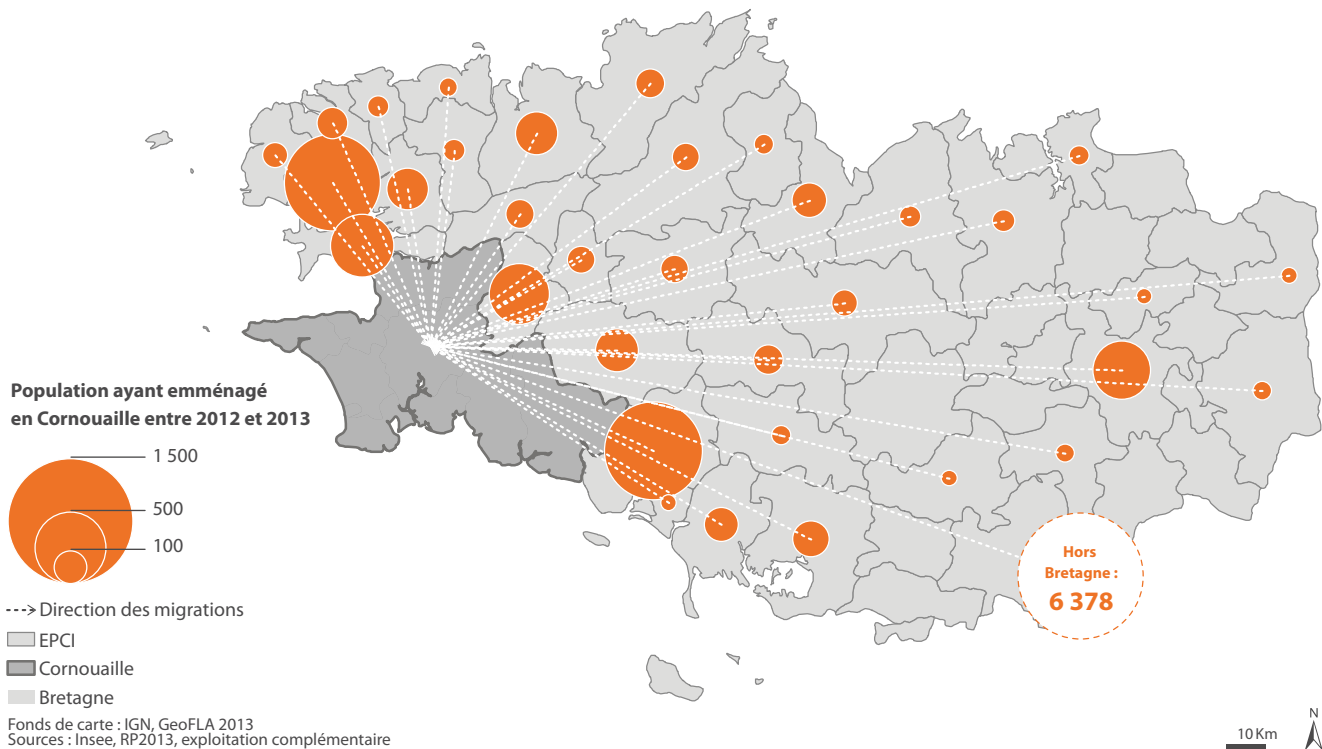 Population ayant emménagé
en Cornouaille entre 2012 et 2013
1 500
500
100
Direction des migrations
EPCI
Cornouaille
Bretagne
Fonds de carte : IGN, GeoFLA 2013
Sources : Insee, RP2013, exploitation complémentaire
Hors
Bretagne :
6 378
10 Km
N